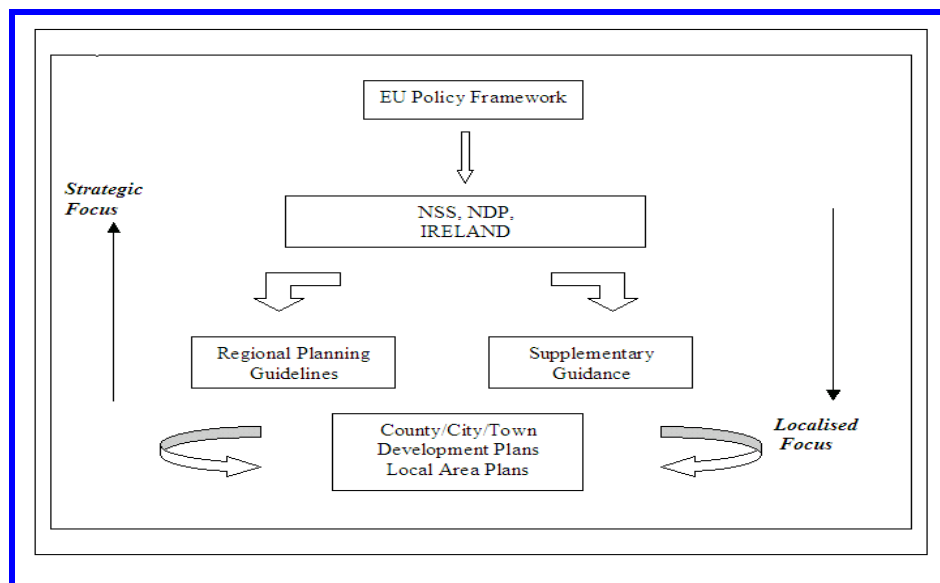 EU Policy Framework
Strategic
Focus
NSS, NDP,
IRELAND
Regional Planning
Guidelines
Supplementary
Guidance
County/City/Town
Development Plans
Local Area Plans
Localised
Focus